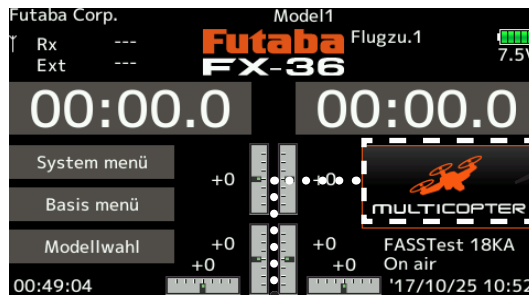 Futaba Corp.
Model1
Rx ---
Futaba
Flugzu.1
Ext ---
FX-36
7.5V
00:00.0
00:00.0
System menü
+0
+0
Basis menü
MULTICOPTER
Modellwahl
+0
+0
FASSTest 18KA
+0
+0
On air
00:49:04
'17/10/25 10:52